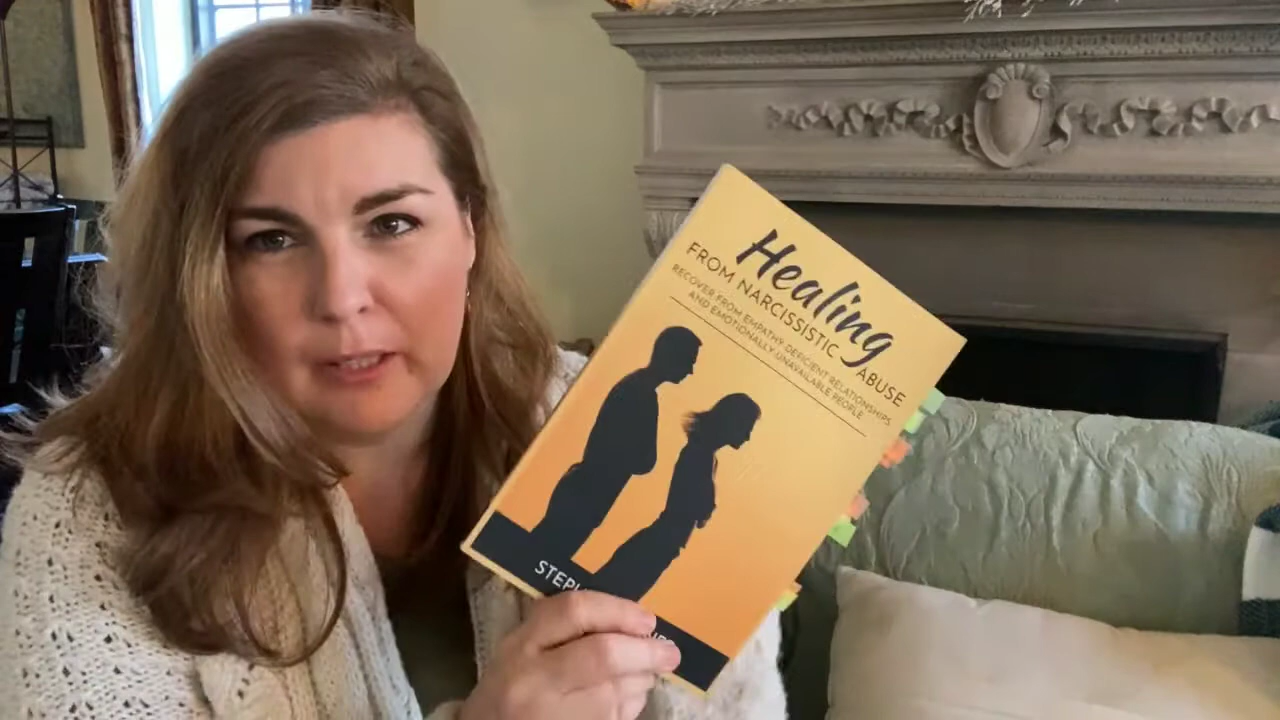 Healing
FROM NARCISSISTIC ABUSE
RECOVER FROM EMPATHY-DEFICIENT RELATIONSHIPS
AND EMOTIONALLY UNAVAILABLE PEOPLE